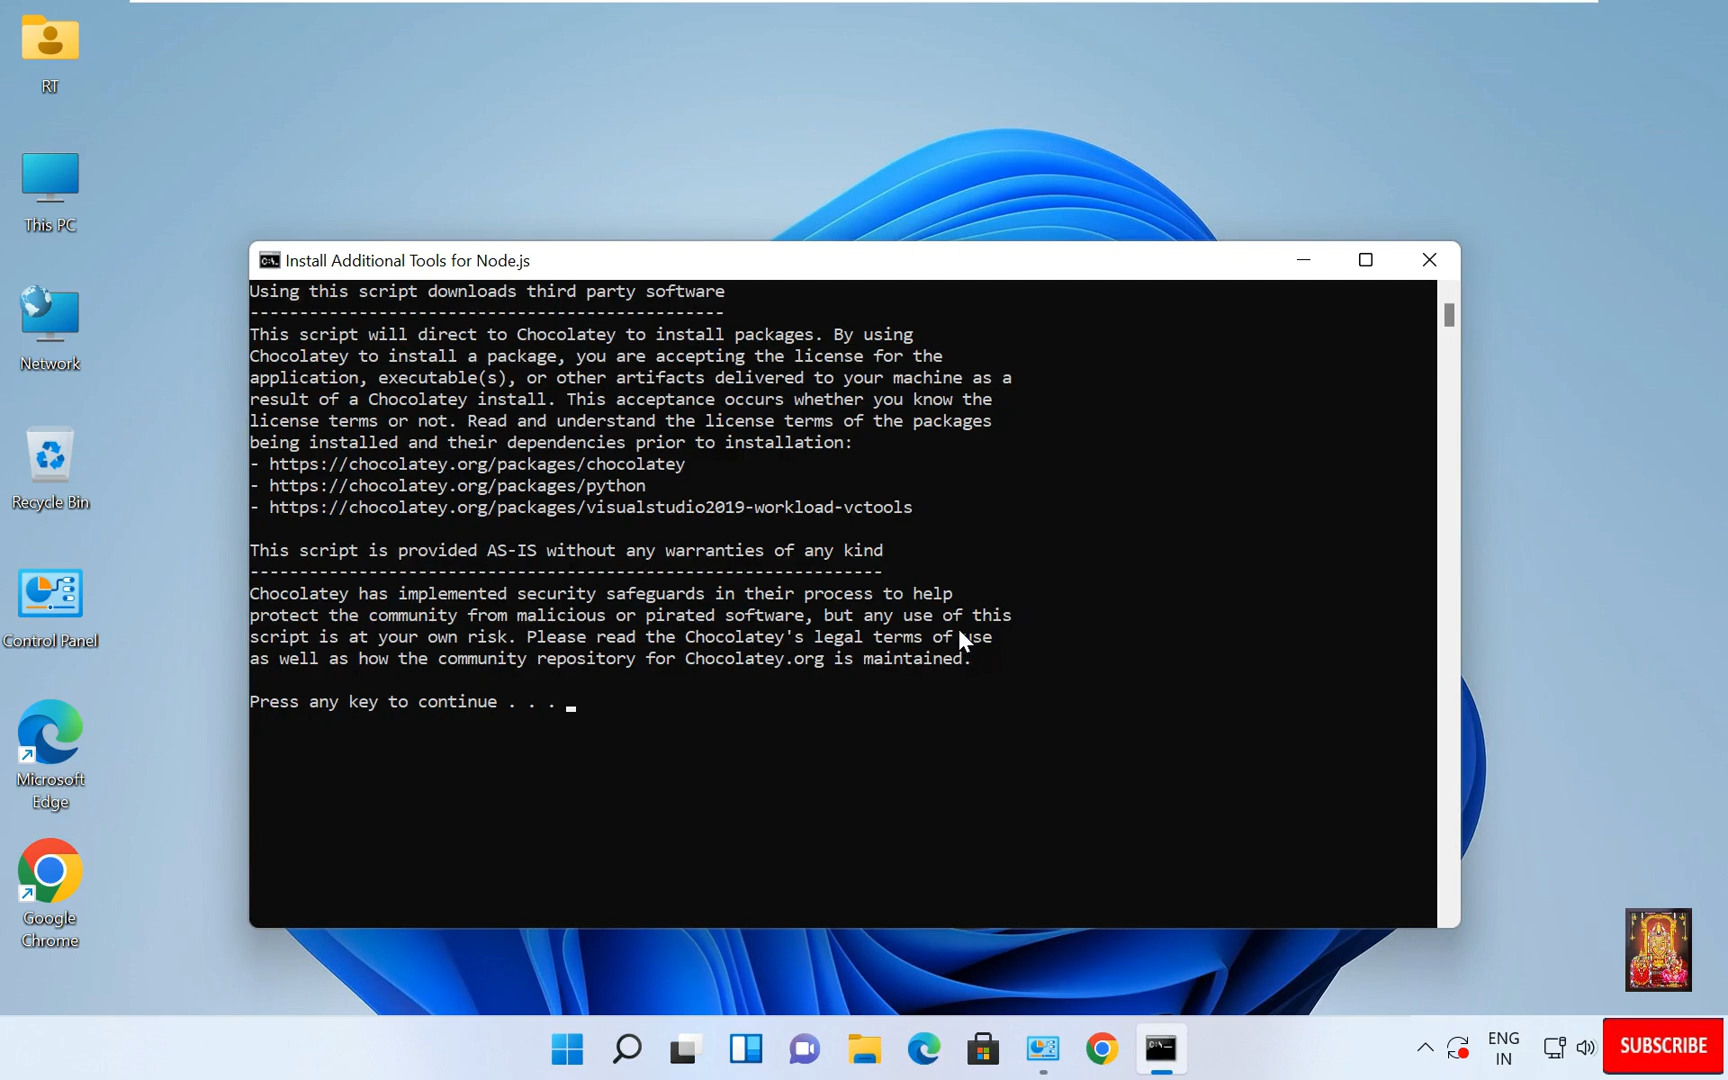 RT
This PC
Network
Recycle Bin
Control Panel
Microsoft
Edge
Google
Chrome
Install Additional Tools for Node.js
Using this script downloads third party software
------------------------------------------------
This script will direct to Chocolatey to install packages. By using
Chocolatey to install a package, you are accepting the license for the
application, executable(s), or other artifacts delivered to your machine as a
result of a Chocolatey install. This acceptance occurs whether you know the
license terms or not. Read and understand the license terms of the packages
being installed and their dependencies prior to installation:
- https://chocolatey.org/packages/chocolatey
- https://chocolatey.org/packages/python
- https://chocolatey.org/packages/visualstudio2019-workload-vctools
This script is provided AS-IS without any warranties of any kind
----------------------------------------------------------------
Chocolatey has implemented security safeguards in their process to help
protect the community from malicious or pirated software, but any use of this
script is at your own risk. Please read the Chocolatey's legal terms of use
as well as how the community repository for Chocolatey.org is maintained.
Press any key to continue . . .
ENG
IN
SUBSCRIBE